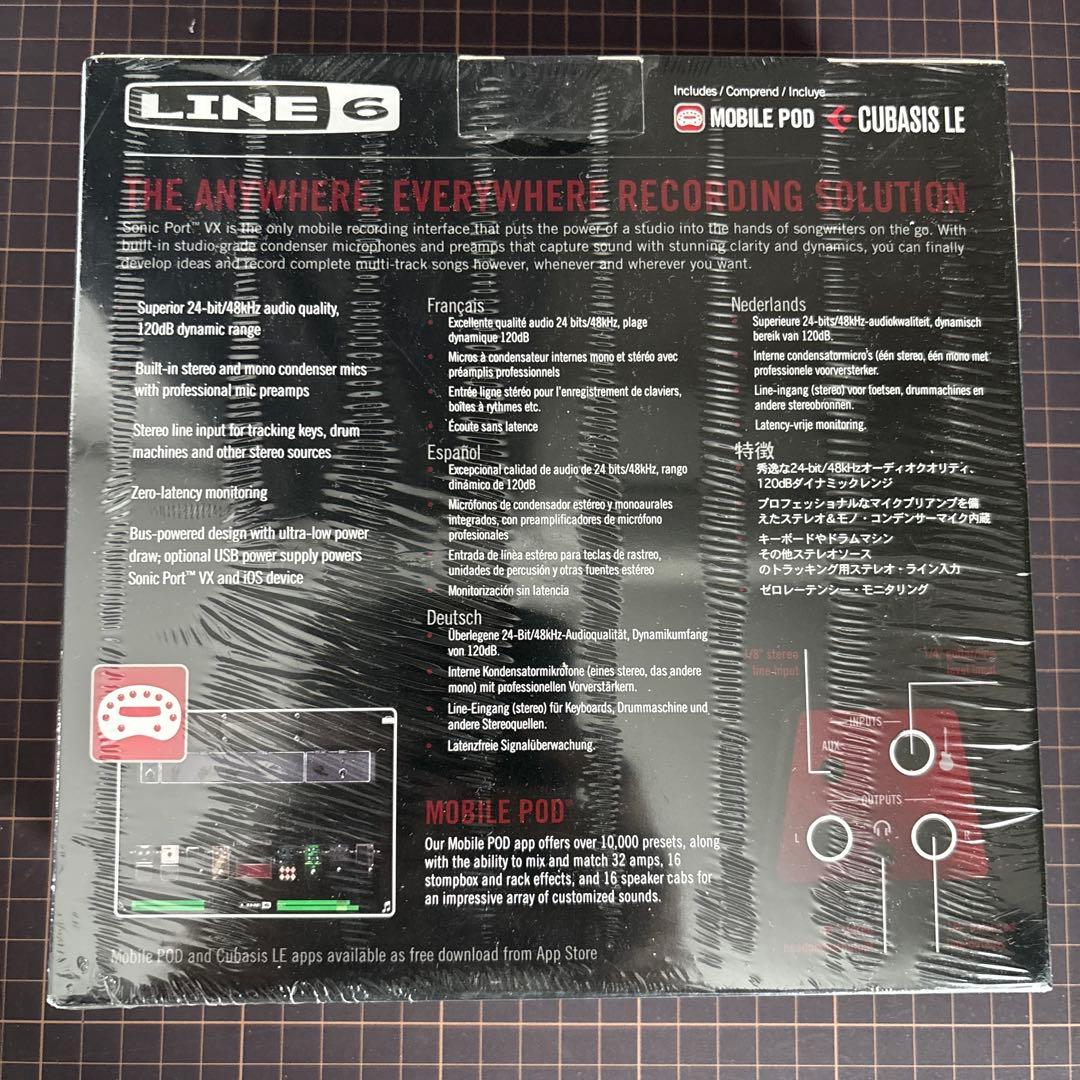 LINE 6
Includes / Comprend / Incluye
MOBILE POD CUBASIS LE
THE ANYWHERE, EVERYWHERE RECORDING SOLUTION
Sonic Port™ VX is the only mobile recording interface that puts the power of a studio into the hands of songwriters on the go. With
built-in studio-grade condenser microphones and preamps that capture sound with stunning clarity and dynamics, you can finally
develop ideas and record complete multi-track songs however, whenever and wherever you want.
Superior 24-bit/48kHz audio quality,
120dB dynamic range
Built-in stereo and mono condenser mics
with professional mic preamps
Stereo line input for tracking keys, drum
machines and other stereo sources
Zero-latency monitoring
Bus-powered design with ultra-low power
draw; optional USB power supply powers
Sonic Port™ VX and iOS device
Français
Excellente qualité audio 24 bits/48kHz, plage
dynamique 120dB
Micros à condensateur internes mono et stéréo avec
préamplis professionnels
Entrée ligne stéréo pour l'enregistrement de claviers,
boîtes à rythmes etc.
Écoute sans latence
Español
Excepcional calidad de audio de 24 bits/48kHz, rango
dinámico de 120dB
Micrófonos de condensador estéreo y monaurales
integrados, con preamplificadores de micrófono
profesionales
Entrada de línea estéreo para teclas de rastreo,
unidades de percusión y otras fuentes estéreo
Monitorización sin latencia
Deutsch
Überlegene 24-Bit/48kHz-Audioqualität, Dynamikumfang
von 120dB.
Interne Kondensatormikrofone (eines stereo, das andere
mono) mit professionellen Vorverstärkern.
Line-Eingang (stereo) für Keyboards, Drummaschine und
andere Stereoquellen.
Latenzfreie Signalüberwachung.
Nederlands
Superieure 24-bits/48kHz-audiokwaliteit, dynamisch
bereik van 120dB.
Interne condensatormicro's (één stereo, één mono met
professionele voorversterker.
Line-ingang (stereo) voor toetsen, drummachines en
andere stereobronnen.
Latency-vrije monitoring.
特徴
秀逸な24-bit/48kHzオーディオクオリティ、
120dBダイナミックレンジ
プロフェッショナルなマイクプリアンプを備
えたステレオ＆モノ・コンデンサーマイク内蔵
キーボードやドラムマシン
その他ステレオソース
のトラッキング用ステレオ・ライン入力
ゼロレーテンシー・モニタリング
1/8" stereo
line-input
INPUTS
AUX
OUTPUTS
L
R
LINE 6
MOBILE POD
Our Mobile POD app offers over 10,000 presets, along
with the ability to mix and match 32 amps, 16
stompbox and rack effects, and 16 speaker cabs for
an impressive array of customized sounds.
Mobile POD and Cubasis LE apps available as free download from App Store